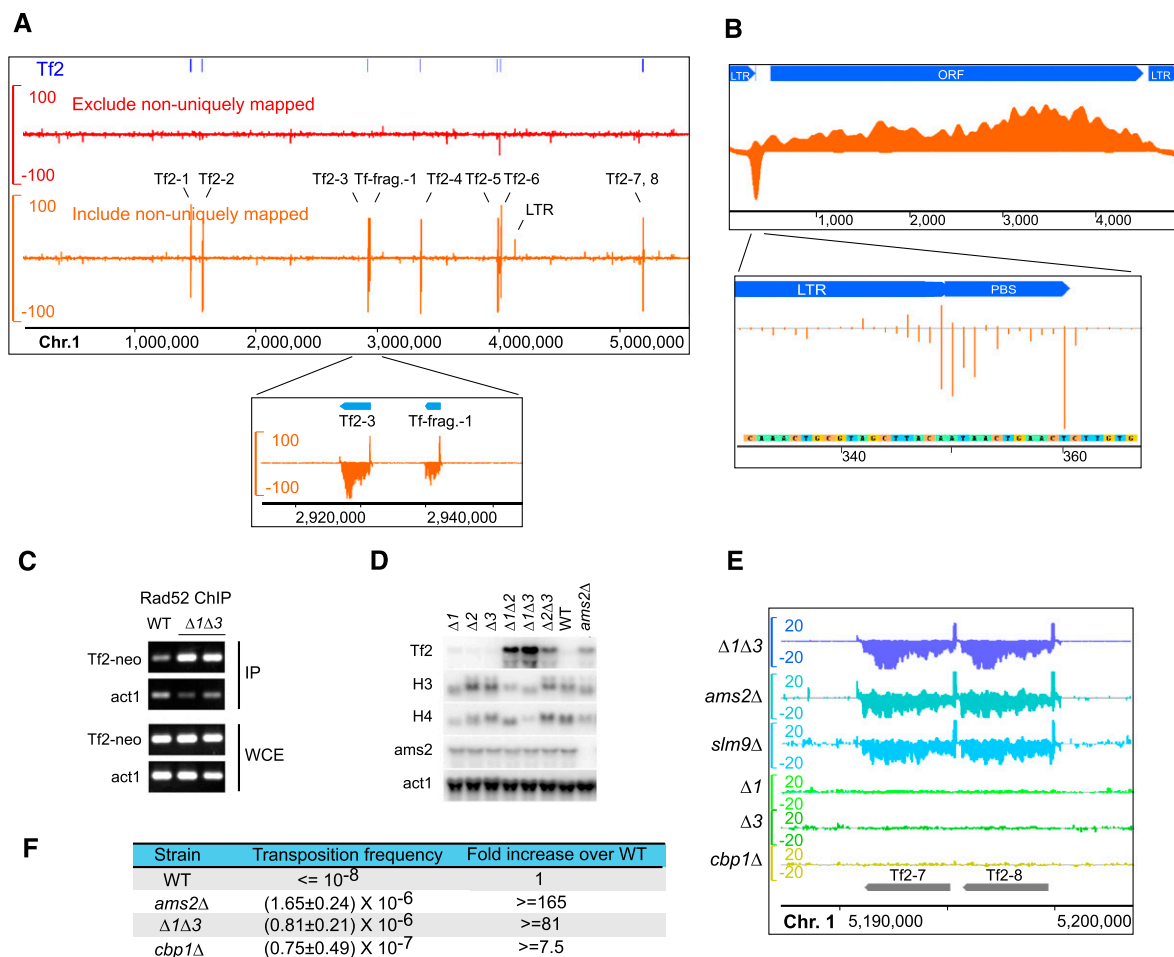 A
Tf2
100
Exclude non-uniquely mapped
-100
Tf2-1 Tf2-2 Tf2-3 Tf-frag.-1 Tf2-4 Tf2-5 Tf2-6 Tf2-7, 8
100
Include non-uniquely mapped
LTR
-100
Chr.1 1,000,000 2,000,000 3,000,000 4,000,000 5,000,000
Tf2-3 Tf-frag.-1
100
-100
2,920,000 2,940,000
B
LTR ORF LTR
1,000 2,000 3,000 4,000
LTR PBS
CAAACTGCGTAGCTTACAATAACTGAACTCTTGTG
340 360
C
Rad52 ChIP
WT Δ1Δ3
Tf2-neo
act1
IP
Tf2-neo
act1
WCE
D
Δ1 Δ2 Δ3 Δ1Δ2 Δ1Δ3 Δ2Δ3 WT ams2Δ
Tf2
H3
H4
ams2
act1
E
Δ1Δ3 20 -20
ams2Δ 20 -20
slm9Δ 20 -20
Δ1 20 -20
Δ3 20 -20
cbp1Δ 20 -20
Tf2-7 Tf2-8
Chr. 1 5,190,000 5,200,000
F
Strain Transposition frequency Fold increase over WT
WT <= 10-8 1
ams2Δ (1.65±0.24) X 10-6 >=165
Δ1Δ3 (0.81±0.21) X 10-6 >=81
cbp1Δ (0.75±0.49) X 10-7 >=7.5